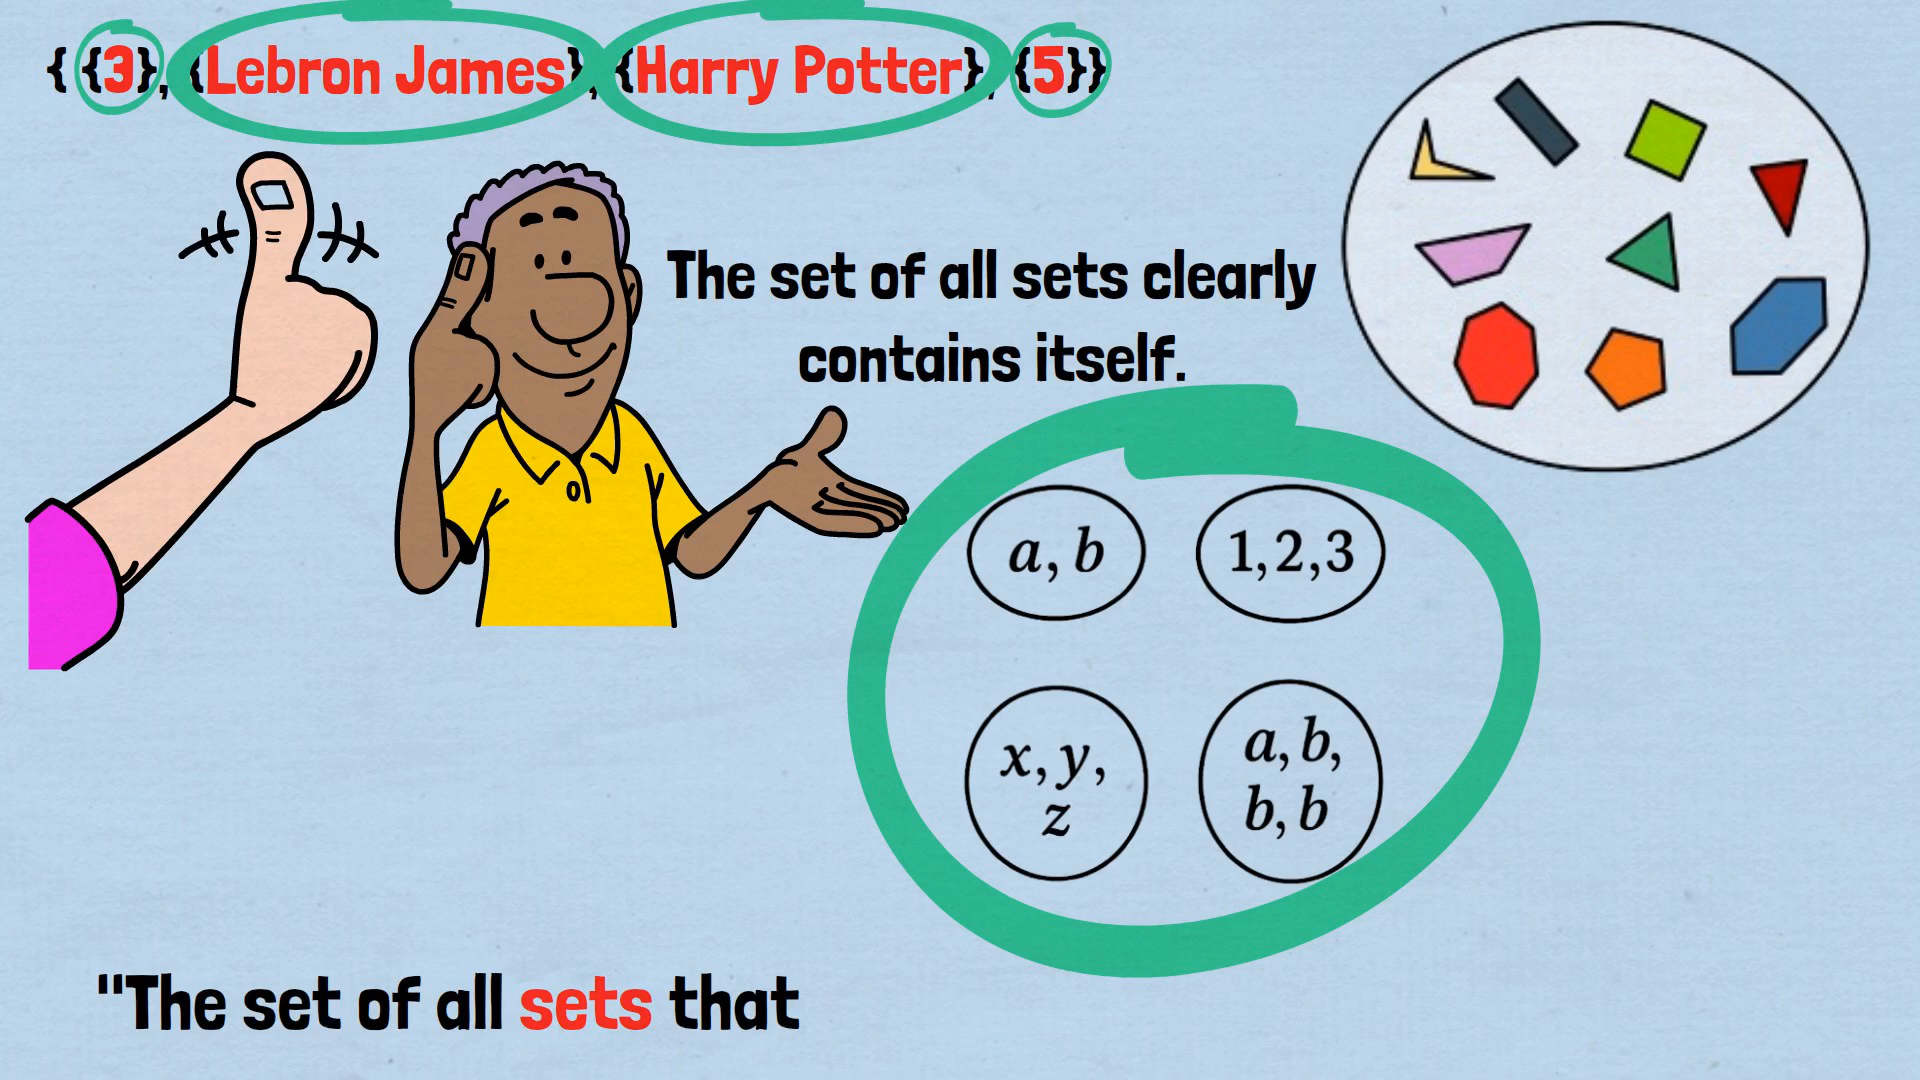 { {3}, {Lebron James}, {Harry Potter}, {5}}
The set of all sets clearly
contains itself.
a, b
1,2,3
x, y,
z
a, b,
b, b
"The set of all sets that